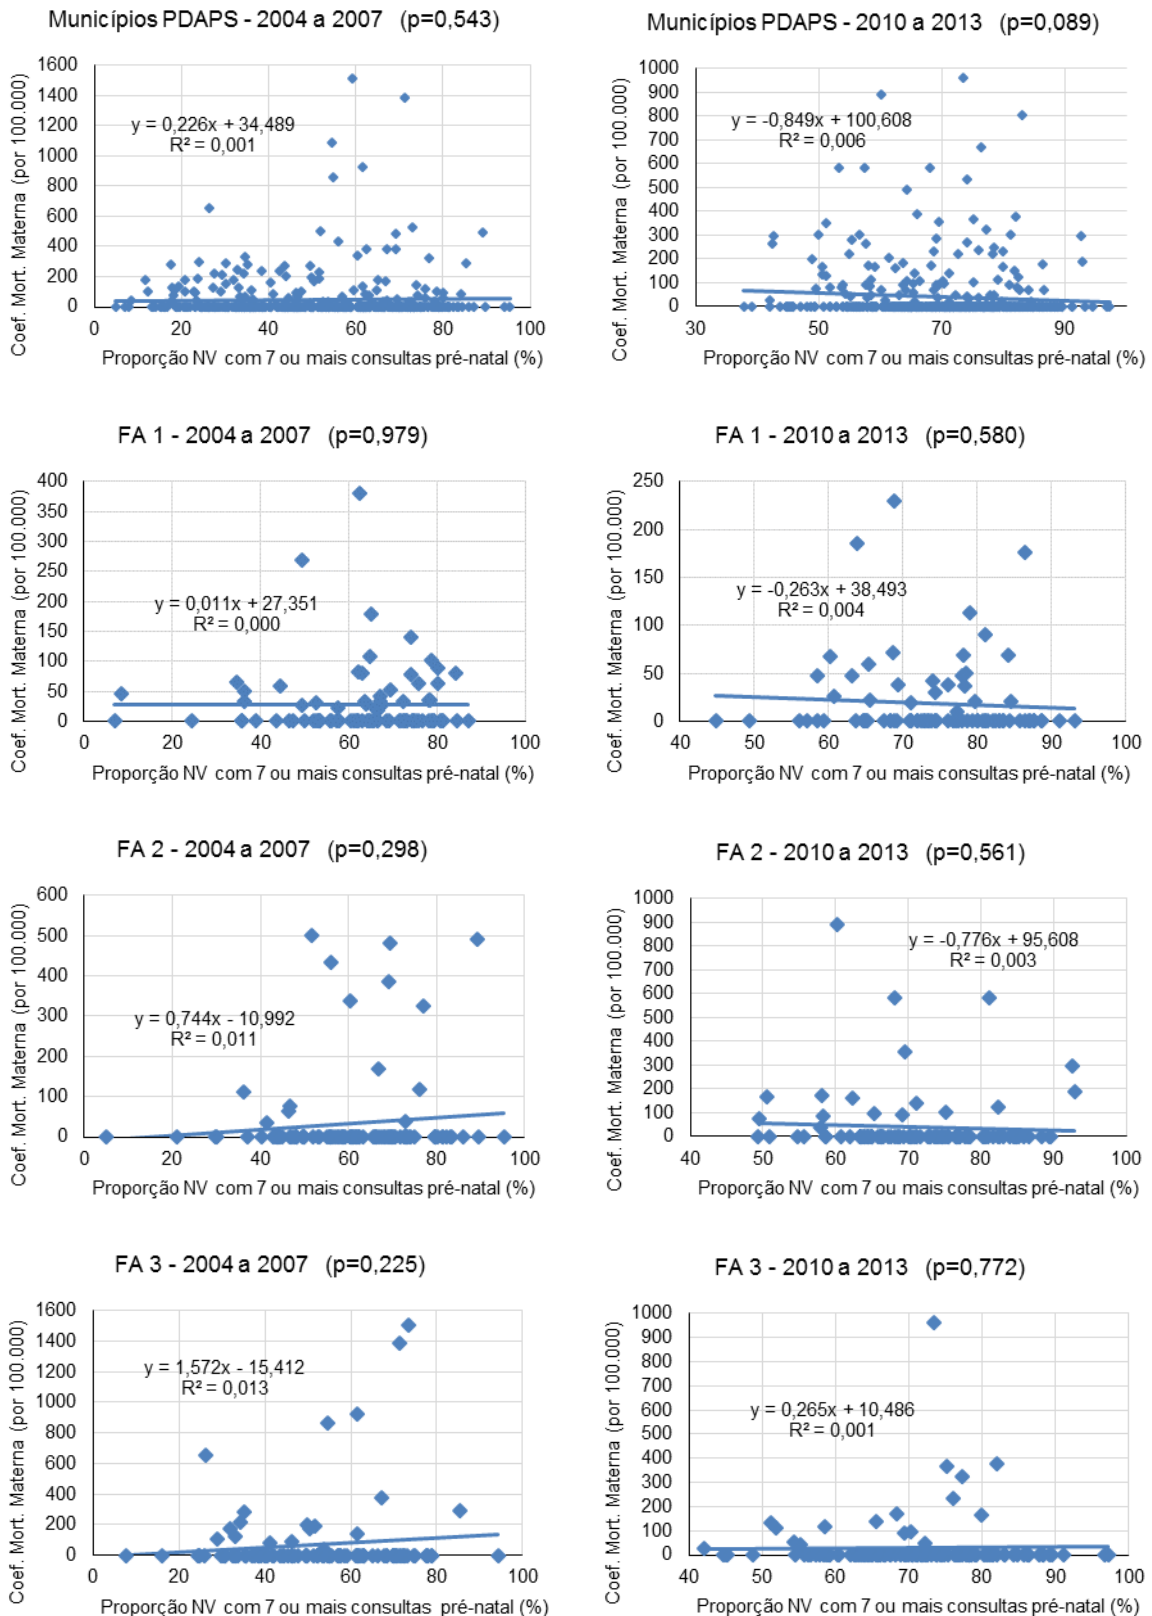 Municípios PDAPS - 2004 a 2007 (p=0,543)
Coef. Mort. Materna (por 100.000)
1600
1400
1200
1000
800
600
400
200
0
y = 0,226x + 34,489
R² = 0,001
0 20 40 60 80 100
Proporção NV com 7 ou mais consultas pré-natal (%)
Municípios PDAPS - 2010 a 2013 (p=0,089)
Coef. Mort. Materna (por 100.000)
1000
900
800
700
600
500
400
300
200
100
0
y = -0,849x + 100,608
R² = 0,006
30 50 70 90
Proporção NV com 7 ou mais consultas pré-natal (%)
FA 1 - 2004 a 2007 (p=0,979)
Coef. Mort. Materna (por 100.000)
400
350
300
250
200
150
100
50
0
y = 0,011x + 27,351
R² = 0,000
0 20 40 60 80 100
Proporção NV com 7 ou mais consultas pré-natal (%)
FA 1 - 2010 a 2013 (p=0,580)
Coef. Mort. Materna (por 100.000)
250
200
150
100
50
0
y = -0,263x + 38,493
R² = 0,004
40 50 60 70 80 90 100
Proporção NV com 7 ou mais consultas pré-natal (%)
FA 2 - 2004 a 2007 (p=0,298)
Coef. Mort. Materna (por 100.000)
600
500
400
300
200
100
0
y = 0,744x - 10,992
R² = 0,011
0 20 40 60 80 100
Proporção NV com 7 ou mais consultas pré-natal (%)
FA 2 - 2010 a 2013 (p=0,561)
Coef. Mort. Materna (por 100.000)
1000
900
800
700
600
500
400
300
200
100
0
y = -0,776x + 95,608
R² = 0,003
40 50 60 70 80 90 100
Proporção NV com 7 ou mais consultas pré-natal (%)
FA 3 - 2004 a 2007 (p=0,225)
Coef. Mort. Materna (por 100.000)
1600
1400
1200
1000
800
600
400
200
0
y = 1,572x - 15,412
R² = 0,013
0 20 40 60 80 100
Proporção NV com 7 ou mais consultas pré-natal (%)
FA 3 - 2010 a 2013 (p=0,772)
Coef. Mort. Materna (por 100.000)
1000
900
800
700
600
500
400
300
200
100
0
y = 0,265x + 10,486
R² = 0,001
40 50 60 70 80 90 100
Proporção NV com 7 ou mais consultas pré-natal (%)